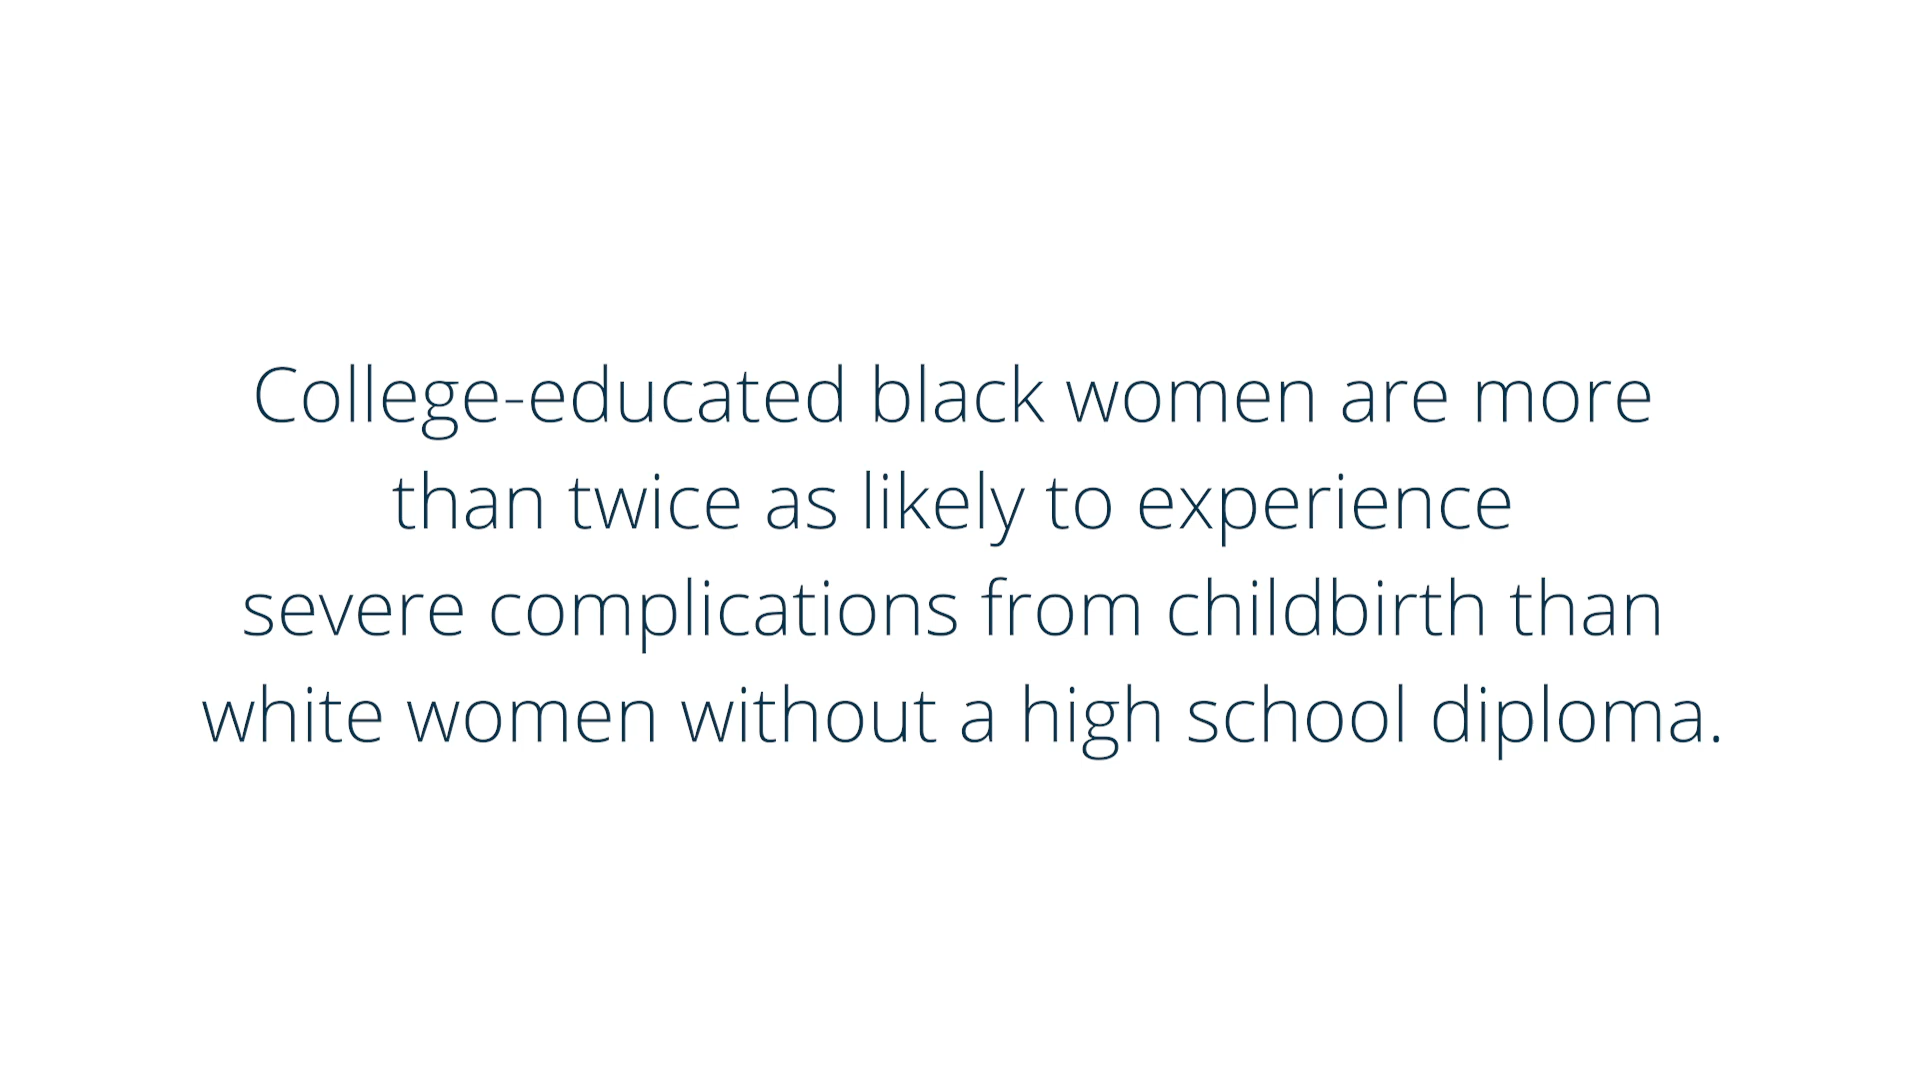 College-educated black women are more
than twice as likely to experience
severe complications from childbirth than
white women without a high school diploma.